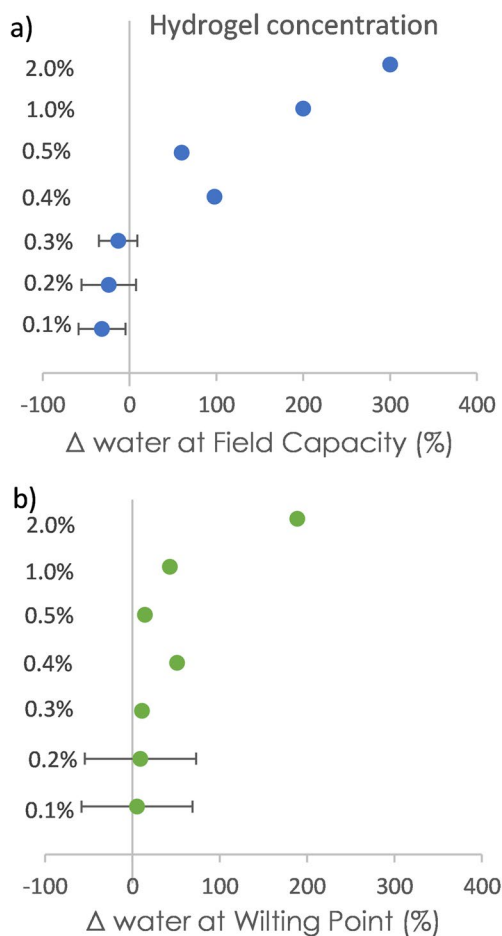 a) Hydrogel concentration
2.0%
1.0%
0.5%
0.4%
0.3%
0.2%
0.1%
-100 0 100 200 300 400
Δ water at Field Capacity (%)
b)
2.0%
1.0%
0.5%
0.4%
0.3%
0.2%
0.1%
-100 0 100 200 300 400
Δ water at Wilting Point (%)